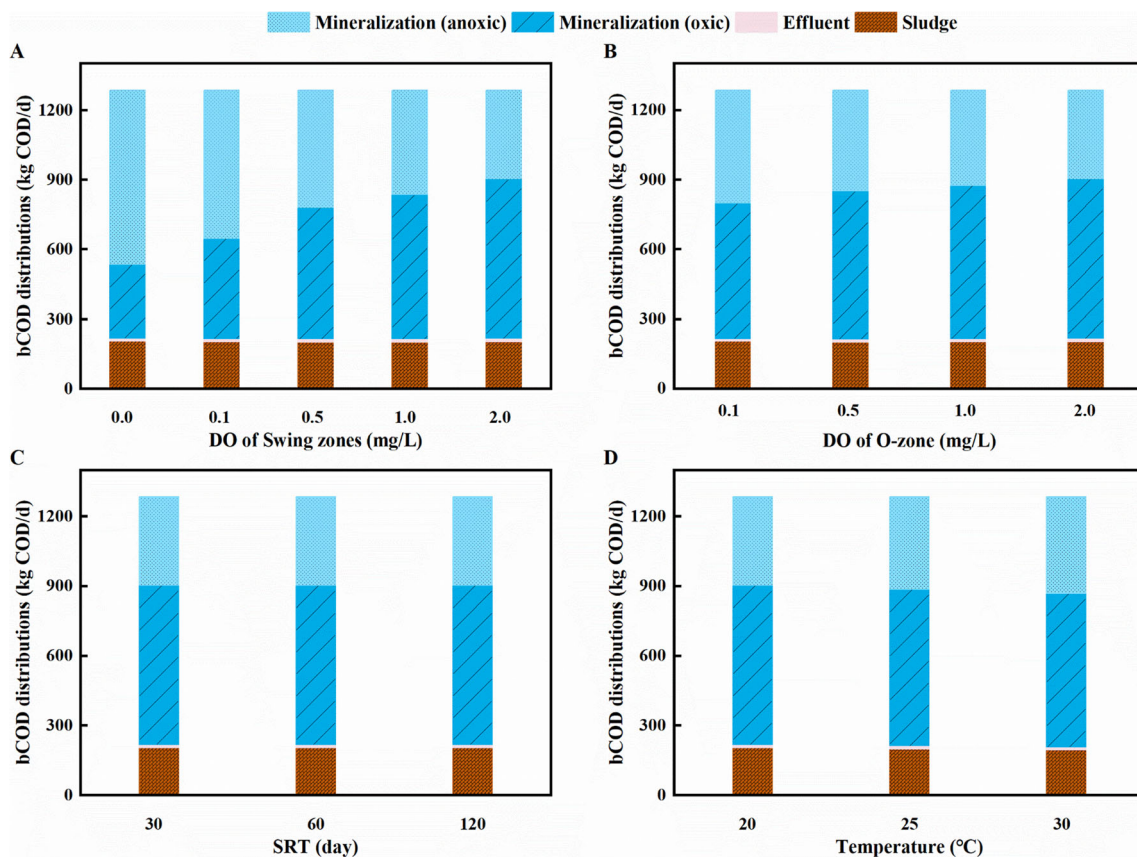 Mineralization (anoxic) Mineralization (oxic) Effluent Sludge
A
bCOD distributions (kg COD/d)
1200
900
600
300
0
0.0 0.1 0.5 1.0 2.0
DO of Swing zones (mg/L)
B
bCOD distributions (kg COD/d)
1200
900
600
300
0
0.1 0.5 1.0 2.0
DO of O-zone (mg/L)
C
bCOD distributions (kg COD/d)
1200
900
600
300
0
30 60 120
SRT (day)
D
bCOD distributions (kg COD/d)
1200
900
600
300
0
20 25 30
Temperature (°C)